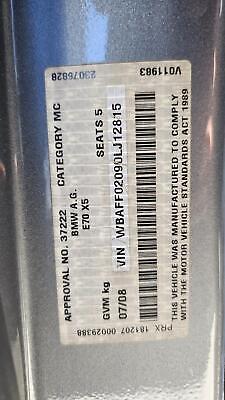 23076828
V011983
APPROVAL NO. 37222 CATEGORY MC
BMW A.G.
E70 X5 SEATS 5
VIN WBAFF02090LJ12815
GVM kg
07/08
THIS VEHICLE WAS MANUFACTURED TO COMPLY
WITH THE MOTOR VEHICLE STANDARDS ACT 1989
PRX 181207 00029388